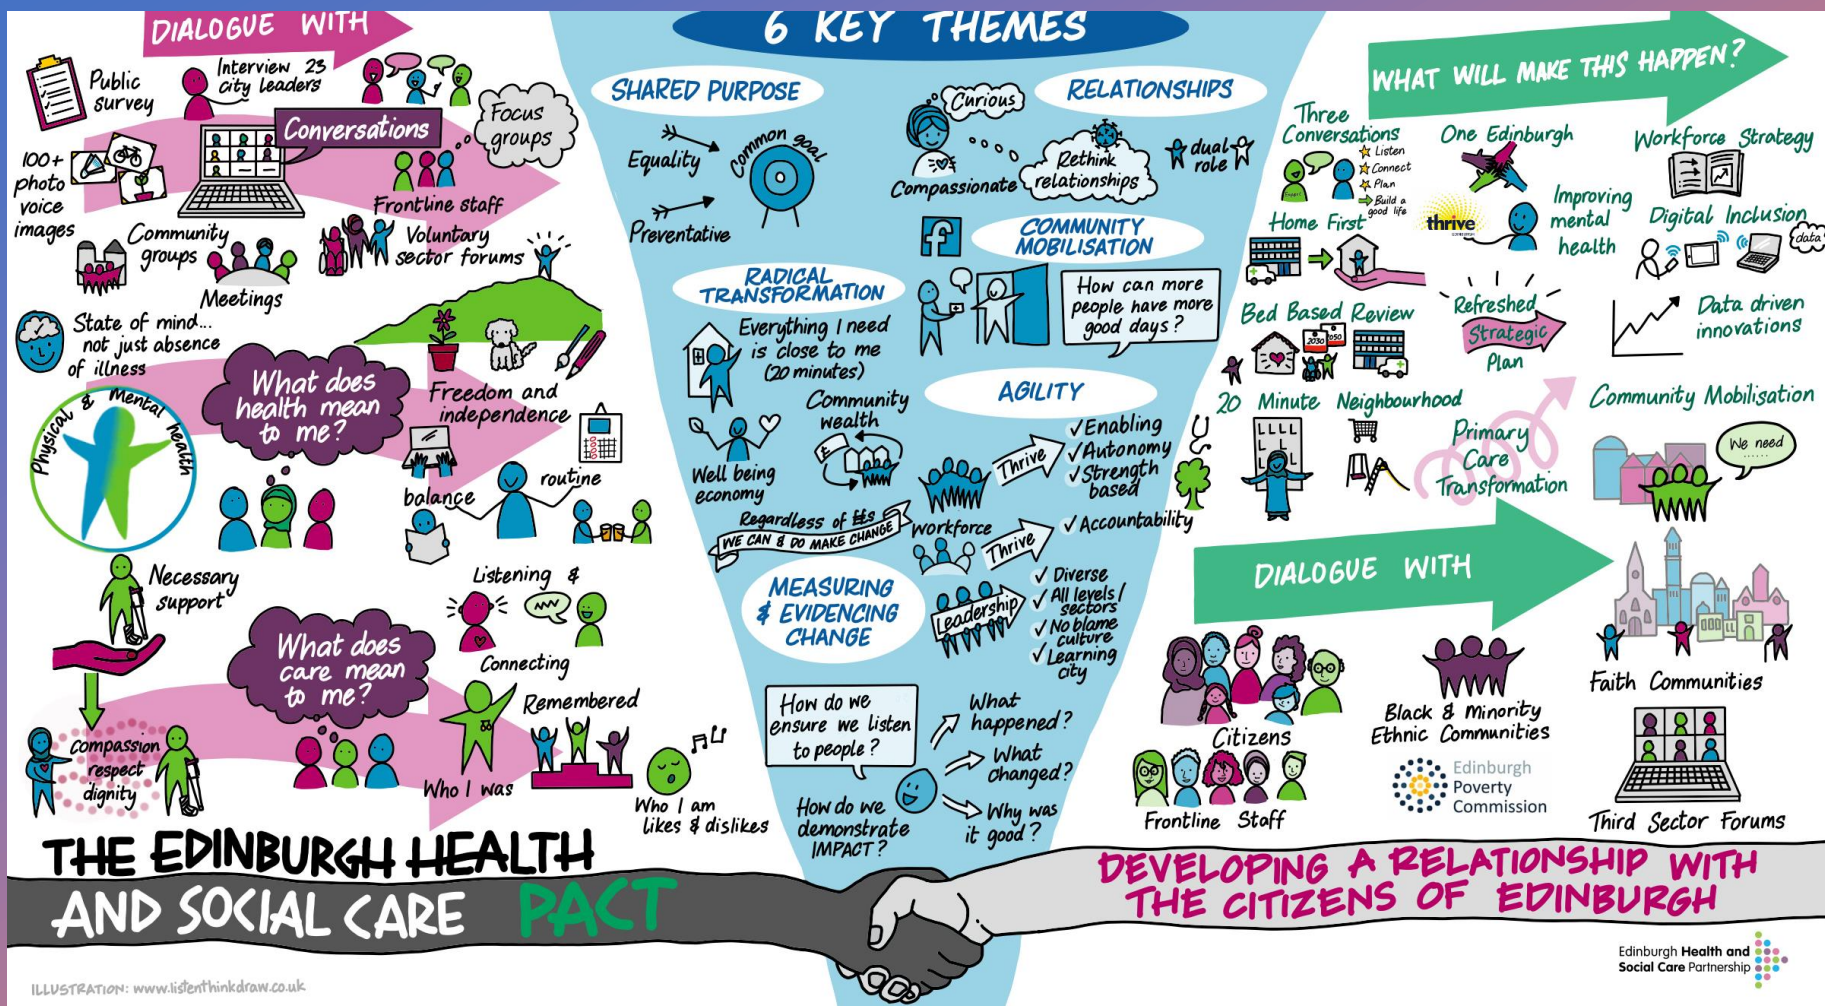 DIALOGUE WITH
Public
survey
Interview 23
city leaders
Conversations
Focus
groups
100+
photo
voice
images
Frontline staff
Community
groups
Meetings
Voluntary
sector forums
State of mind...
not just absence
of illness
What does
health mean
to me?
Physical & Mental health
Freedom and
independence
balance
routine
Necessary
support
Listening &
Connecting
What does
care mean
to me?
compassion
respect
dignity
Remembered
Who I was
Who I am
likes & dislikes
THE EDINBURGH HEALTH
AND SOCIAL CARE PACT
ILLUSTRATION: www.listenthinkdraw.co.uk
6 KEY THEMES
SHARED PURPOSE
Equality
Preventative
Common goal
RELATIONSHIPS
Curious
Compassionate
Rethink
relationships
dual
role
COMMUNITY
MOBILISATION
f
How can more
people have more
good days?
RADICAL
TRANSFORMATION
Everything I need
is close to me
(20 minutes)
Community
wealth
£
Well being
economy
Regardless of ££s
WE CAN & DO MAKE CHANGE
AGILITY
Thrive
✓ Enabling
✓ Autonomy
✓ Strength
based
Workforce
Thrive
✓ Accountability
Leadership
✓ Diverse
✓ All levels/
sectors
✓ No blame
culture
✓ Learning
city
MEASURING
& EVIDENCING
CHANGE
How do we
ensure we listen
to people?
How do we
demonstrate
IMPACT?
What
happened?
What
changed?
Why was
it good?
WHAT WILL MAKE THIS HAPPEN?
Three
Conversations
Listen
Connect
Plan
Build a
good life
One Edinburgh
Workforce Strategy
thrive
Improving
mental
health
Digital Inclusion
data
Home First
Bed Based Review
2030
2050
Refreshed
Strategic
Plan
Data driven
innovations
20 Minute Neighbourhood
Primary
Care
Transformation
Community Mobilisation
We need
......
DIALOGUE WITH
Citizens
Frontline Staff
Black & Minority
Ethnic Communities
Edinburgh
Poverty
Commission
Faith Communities
Third Sector Forums
DEVELOPING A RELATIONSHIP WITH
THE CITIZENS OF EDINBURGH
Edinburgh Health and
Social Care Partnership